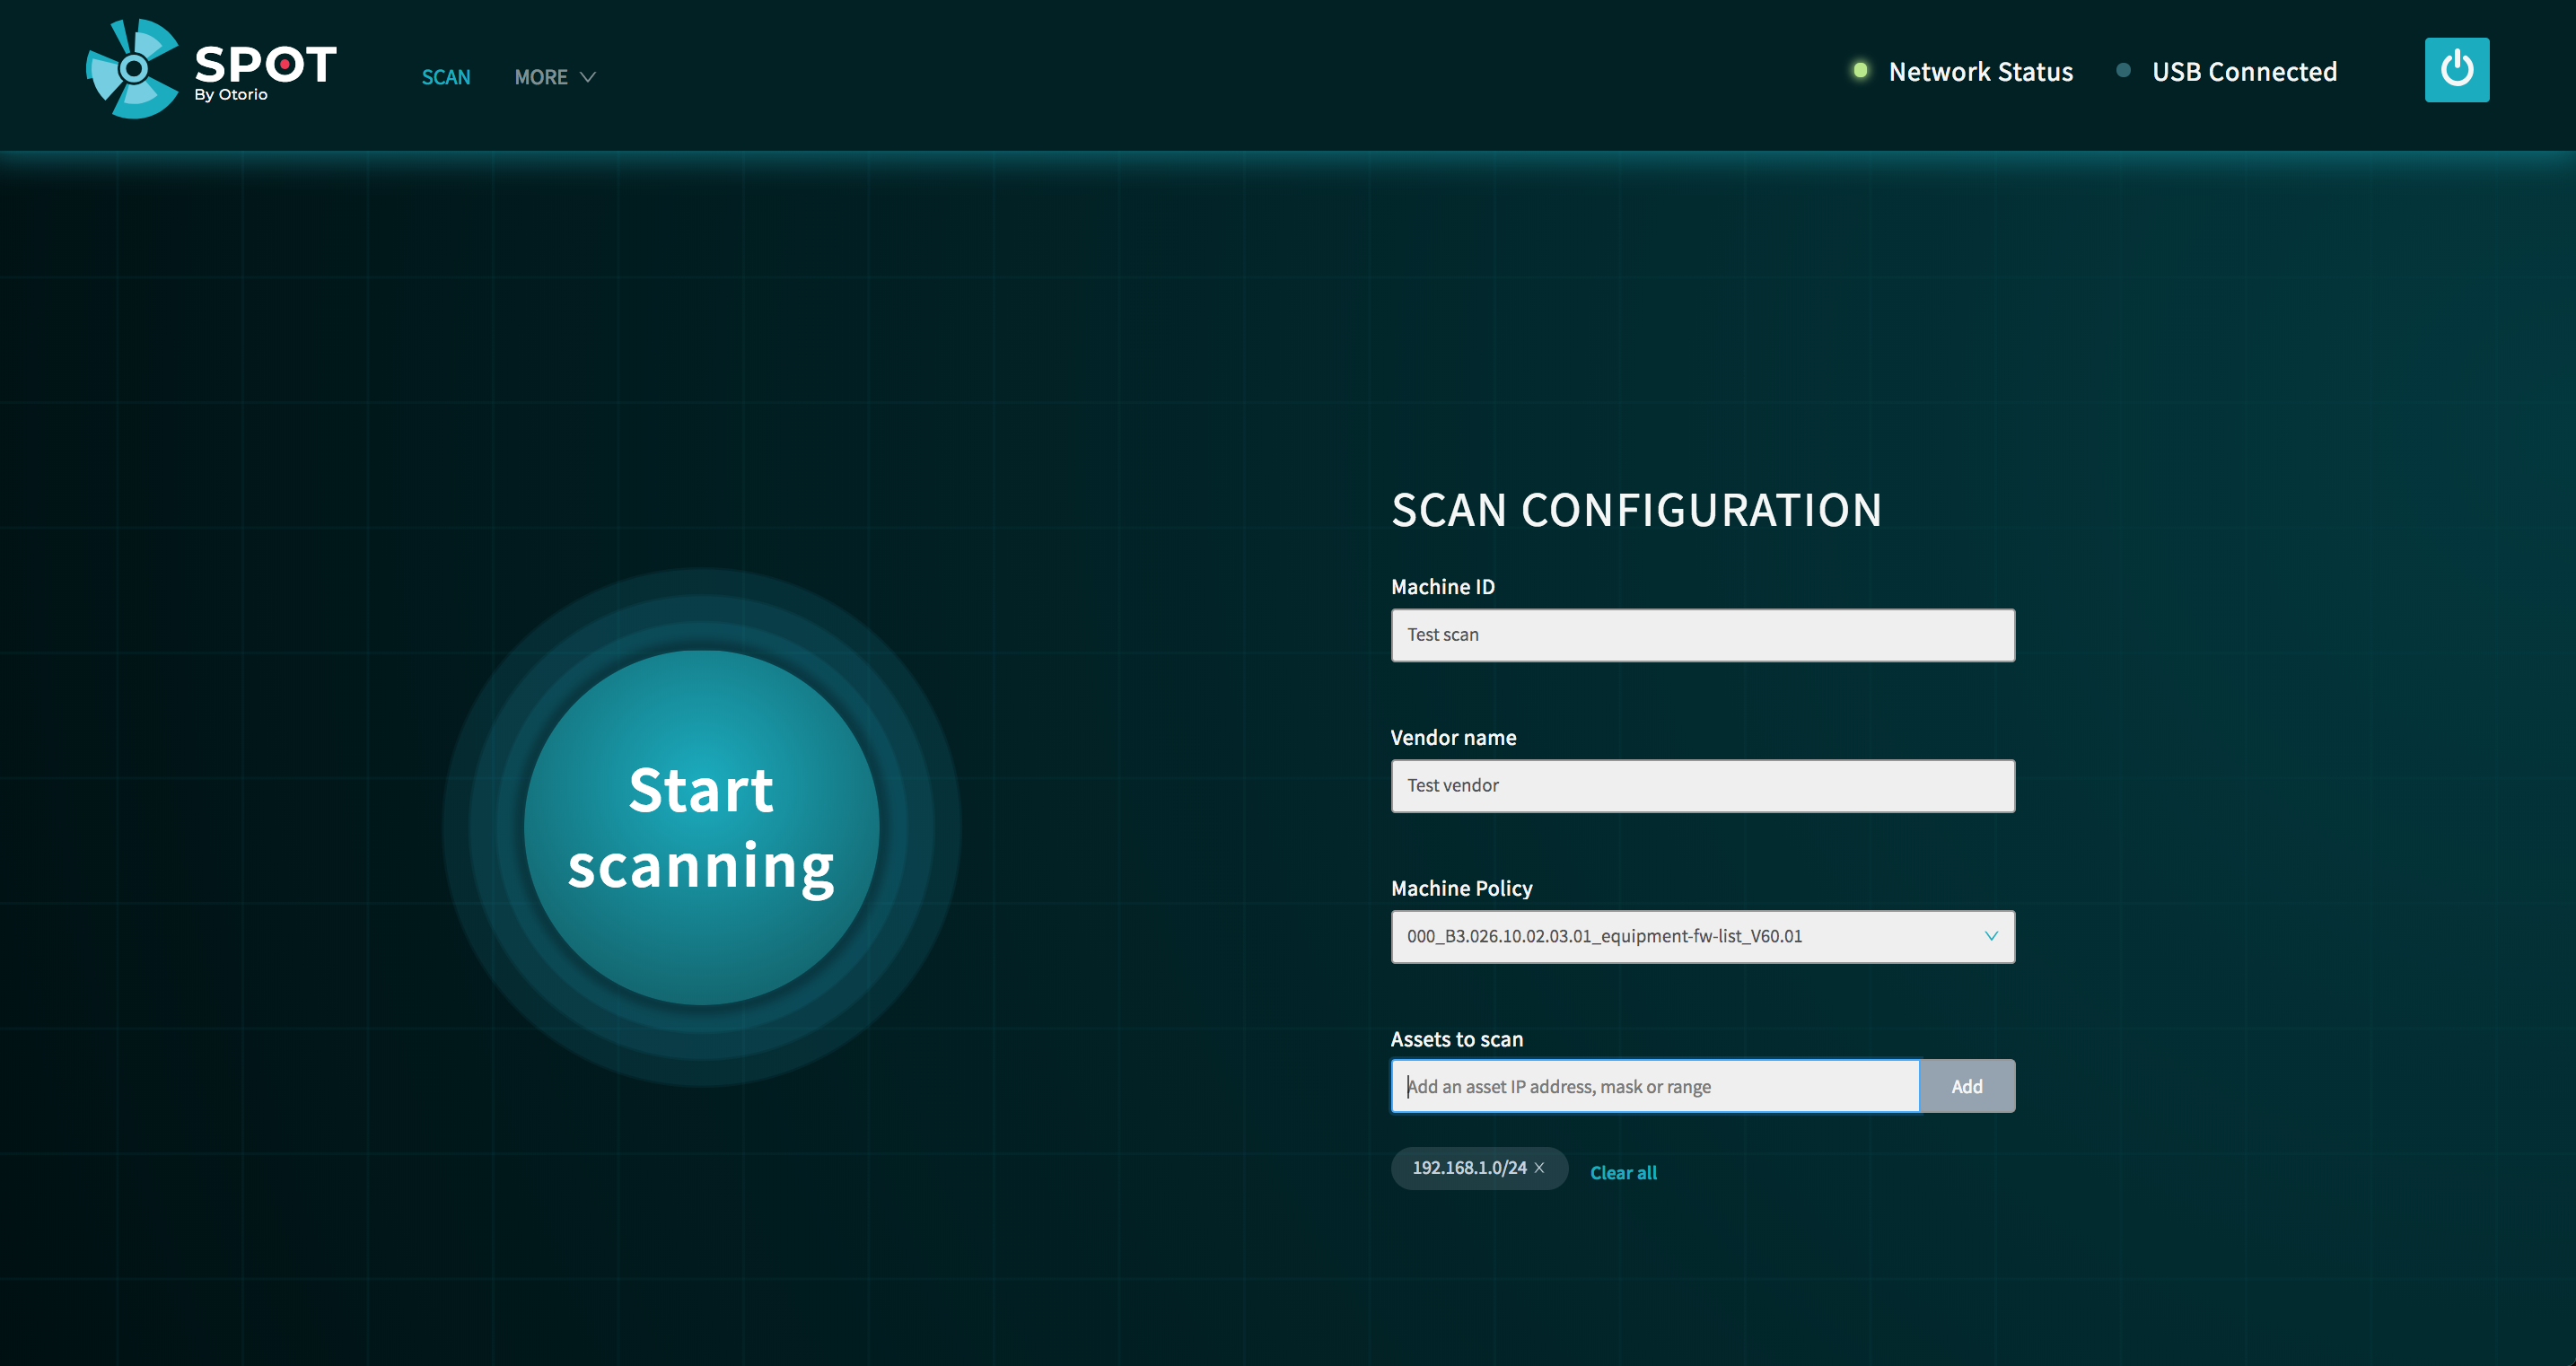 SPOT
By Otorio
SCAN
MORE
Network Status
USB Connected
SCAN CONFIGURATION
Machine ID
Test scan
Vendor name
Test vendor
Start
scanning
Machine Policy
000_B3.026.10.02.03.01_equipment-fw-list_V60.01
Assets to scan
Add an asset IP address, mask or range
Add
192.168.1.0/24 ×
Clear all